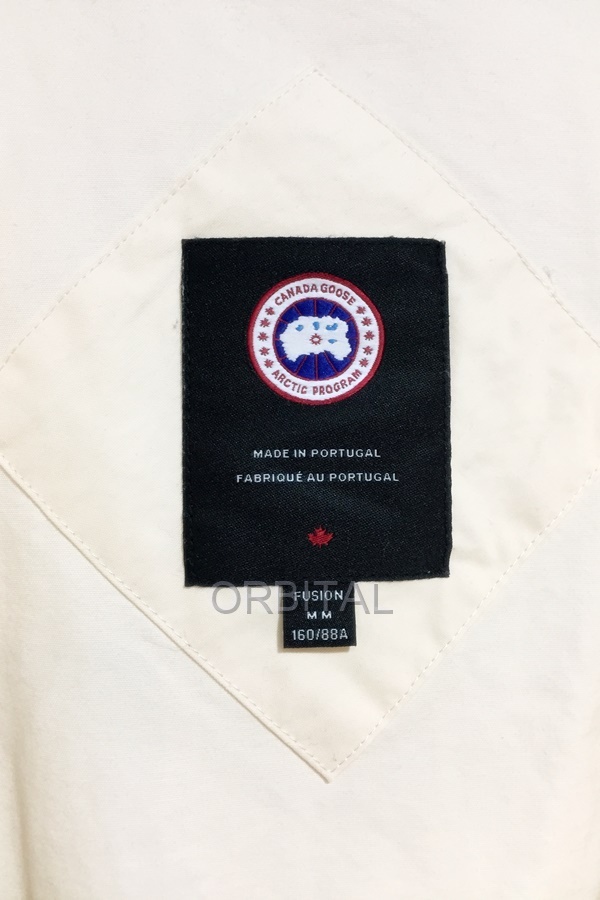 CANADA GOOSE
ARCTIC PROGRAM
MADE IN PORTUGAL
FABRIQUÉ AU PORTUGAL
FUSION
ORBITAL
M M
160/88A